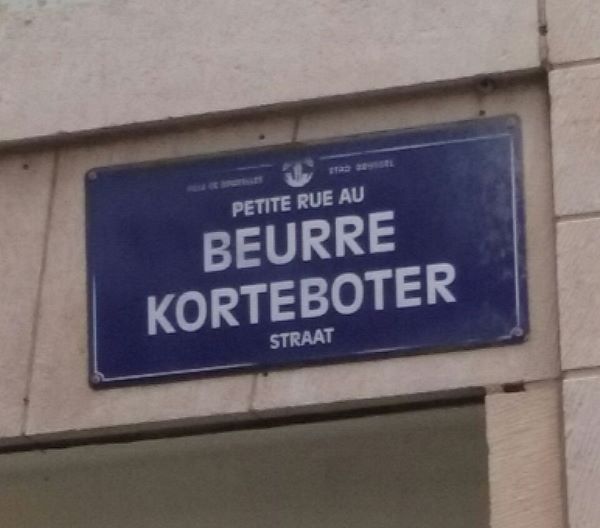 VILLE DE BRUXELLES STAD BRUSSEL
PETITE RUE AU
BEURRE
KORTEBOTER
STRAAT